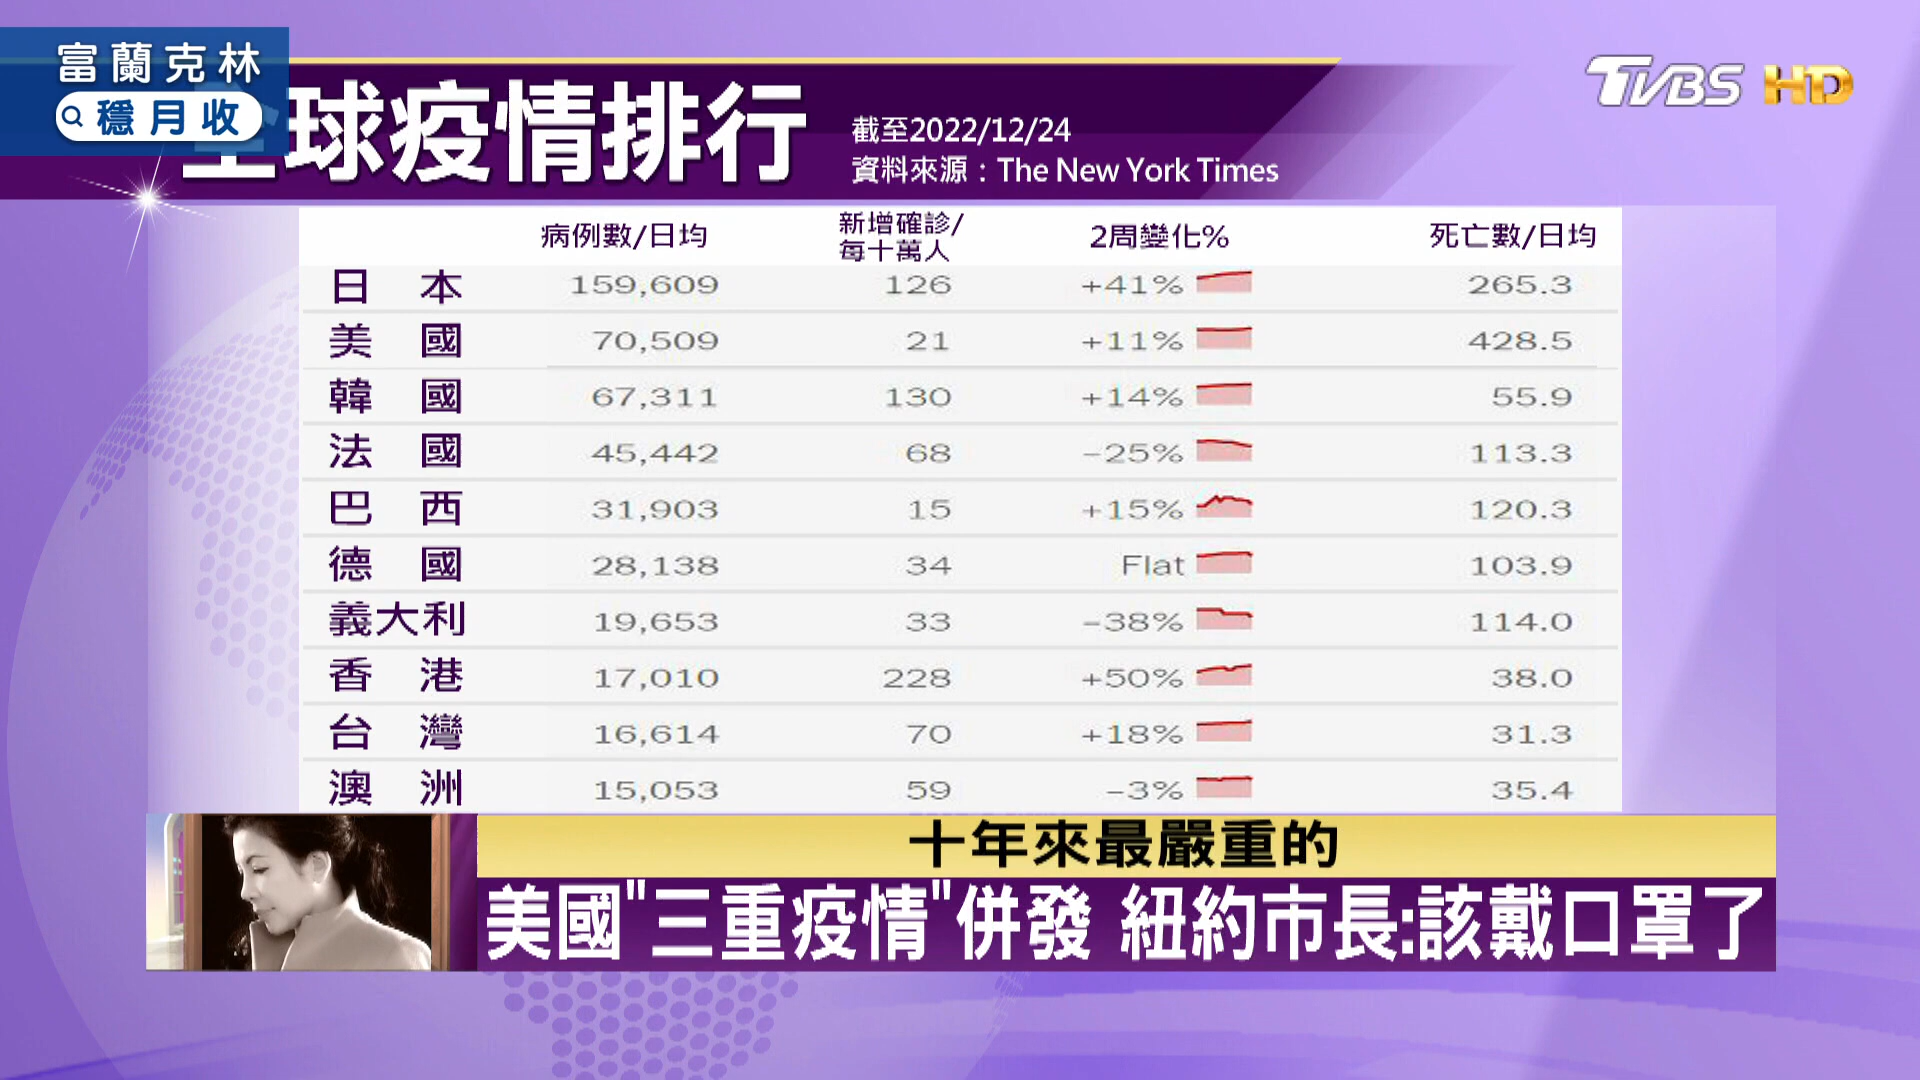 富蘭克林
穩月收
全球疫情排行
截至2022/12/24
資料來源：The New York Times
TVBS HD
病例數/日均 新增確診/每十萬人 2周變化% 死亡數/日均
日本 159,609 126 +41% 265.3
美國 70,509 21 +11% 428.5
韓國 67,311 130 +14% 55.9
法國 45,442 68 -25% 113.3
巴西 31,903 15 +15% 120.3
德國 28,138 34 Flat 103.9
義大利 19,653 33 -38% 114.0
香港 17,010 228 +50% 38.0
台灣 16,614 70 +18% 31.3
澳洲 15,053 59 -3% 35.4
十年來最嚴重的
美國"三重疫情"併發 紐約市長:該戴口罩了